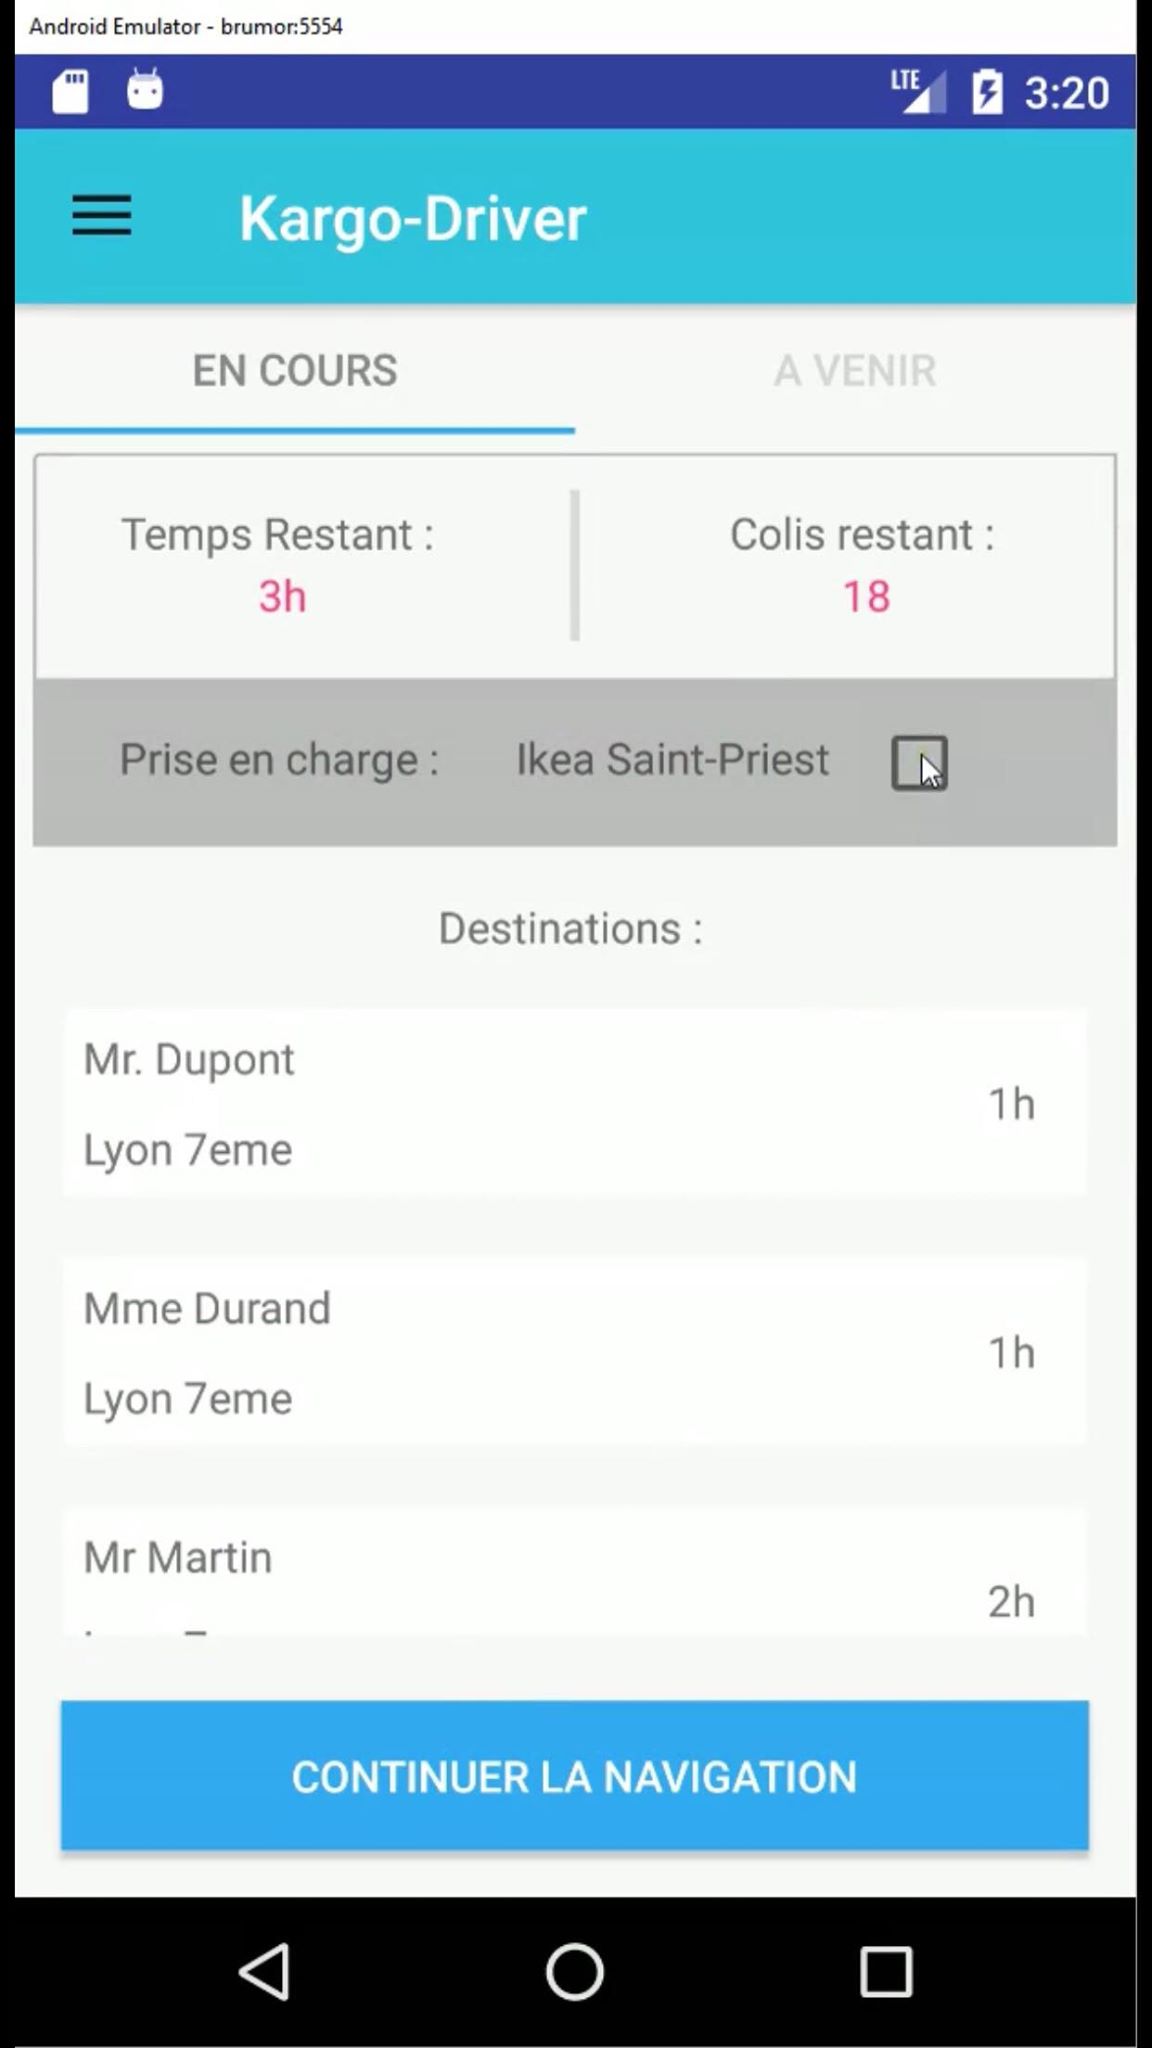 Android Emulator - brumor:5554
LTE 3:20
Kargo-Driver
EN COURS A VENIR
Temps Restant : Colis restant :
3h 18
Prise en charge : Ikea Saint-Priest
Destinations :
Mr. Dupont
1h
Lyon 7eme
Mme Durand
1h
Lyon 7eme
Mr Martin
2h
CONTINUER LA NAVIGATION